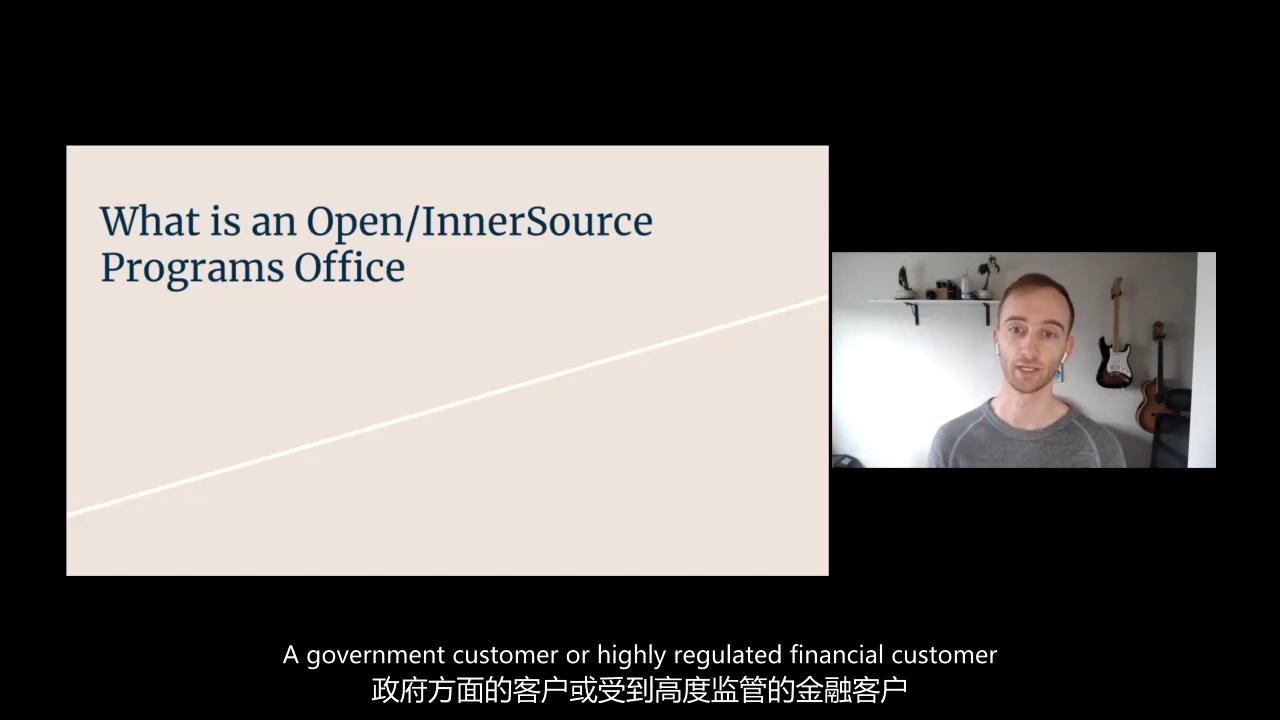 What is an Open/InnerSource
Programs Office
A government customer or highly regulated financial customer
政府方面的客户或受到高度监管的金融客户